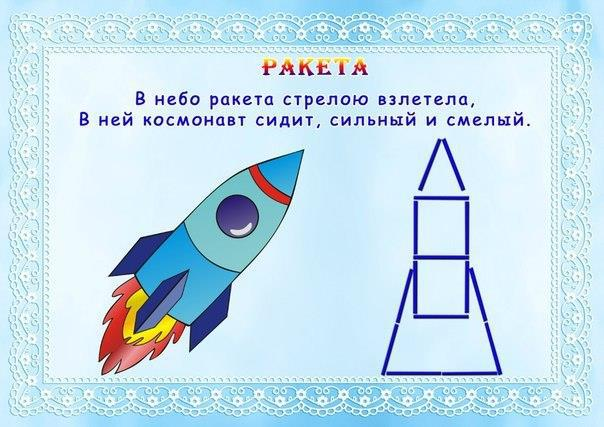 РАКЕТА
В небо ракета стрелою взлетела,
В ней космонавт сидит, сильный и смелый.